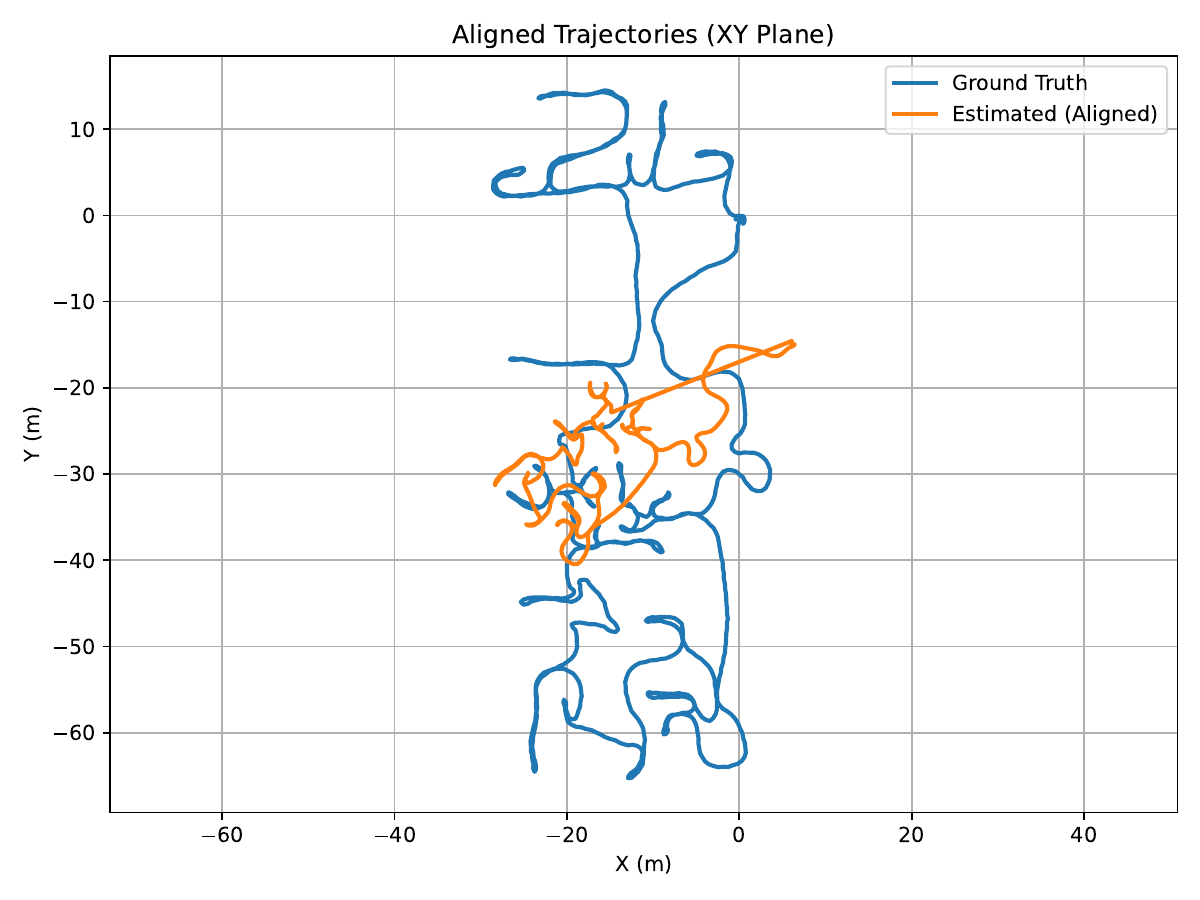 Aligned Trajectories (XY Plane)
Ground Truth
Estimated (Aligned)
10
0
−10
−20
−30
−40
−50
−60
Y (m)
−60
−40
−20
0
20
40
X (m)